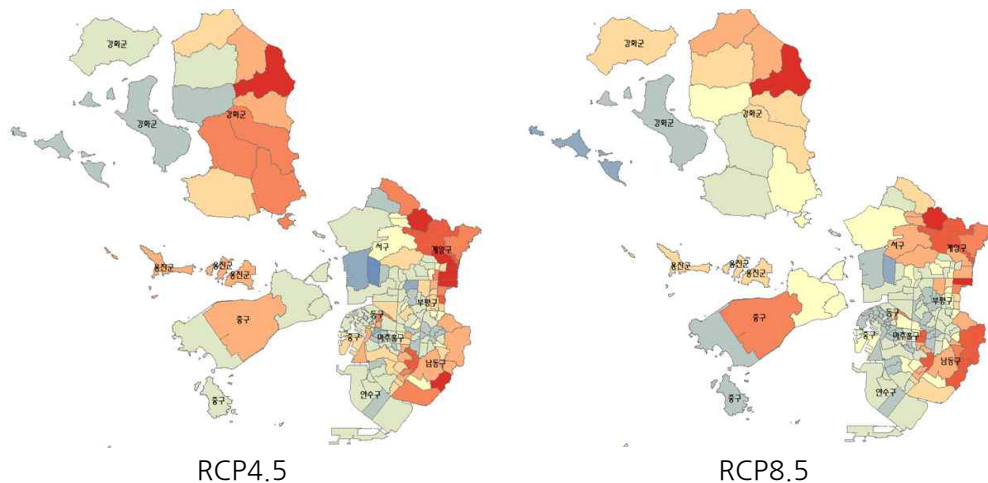 강화군
강화군
강화군
옹진군
옹진군
옹진군
중구
중구
서구
계양구
부평구
동구
중구
미추홀구
남동구
연수구
RCP4.5
강화군
강화군
강화군
옹진군
옹진군
옹진군
중구
중구
서구
계양구
부평구
동구
중구
미추홀구
남동구
연수구
RCP8.5